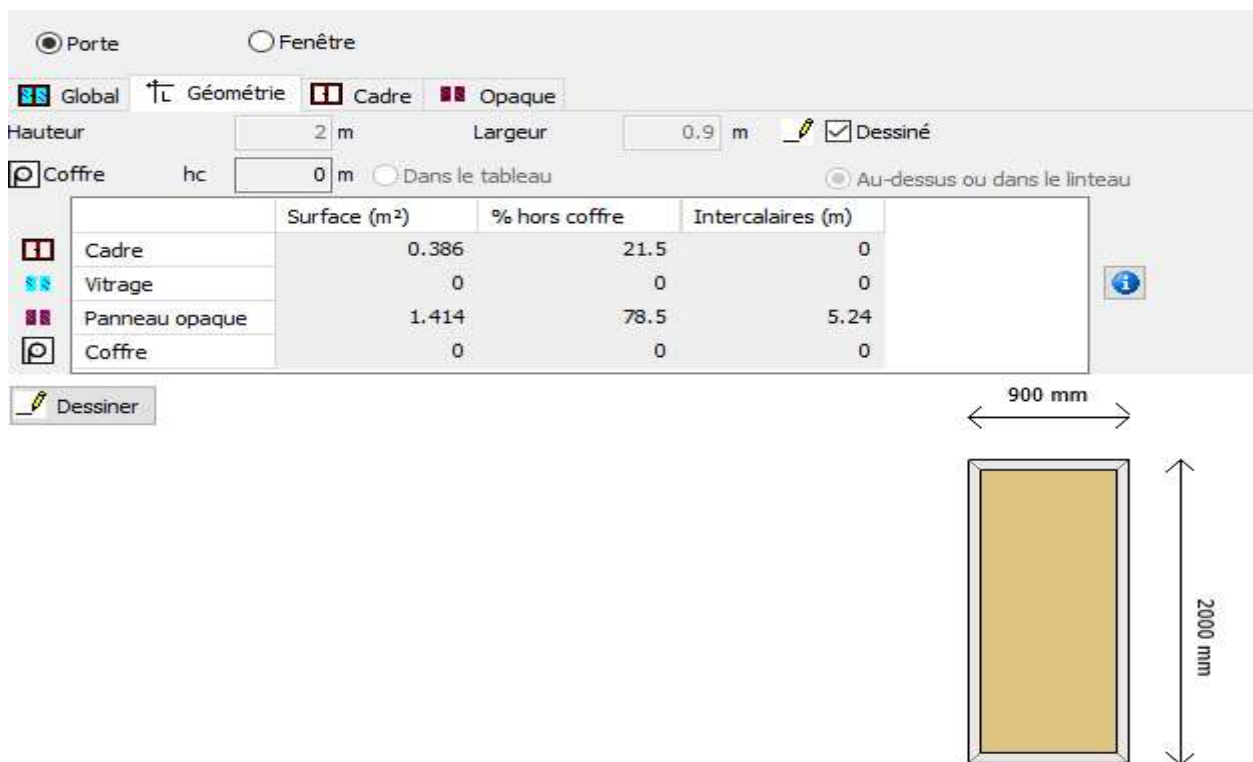 Porte Fenêtre
Global Géométrie Cadre Opaque
Hauteur 2 m Largeur 0.9 m Dessiné
Coffre hc 0 m Dans le tableau Au-dessus ou dans le linteau
Surface (m²) % hors coffre Intercalaires (m)
Cadre 0.386 21.5 0
Vitrage 0 0 0
Panneau opaque 1.414 78.5 5.24
Coffre 0 0 0
Dessiner
900 mm
2000 mm